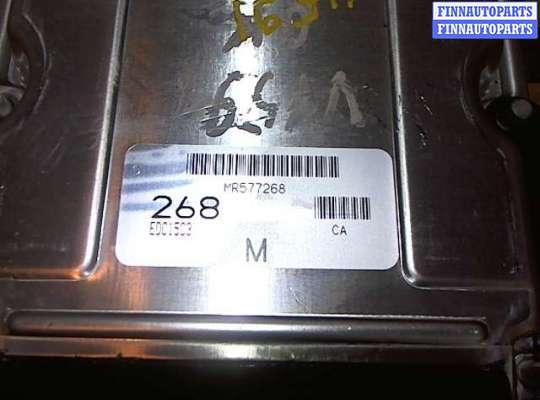 FINNAUTOPARTS
FINNAUTOPARTS
MR577268
268
EDC15C3
CA
M